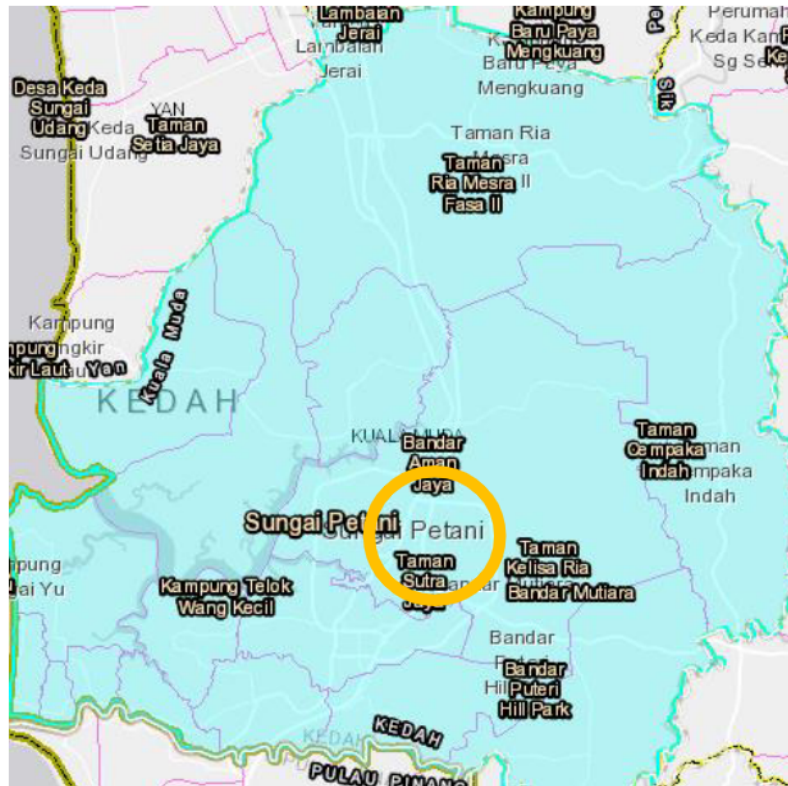 Lambaian
Jerai
Lambaian
Jerai
Kampung
Baru Paya
Mengkuang
Baru Paya
Mengkuang
Perumah
Keda Kam
Sg Se
Sik
Desa Keda
Sungai
Udang
Keda
Sungai Udang
YAN
Taman
Setia Jaya
Taman Ria
Mesra
II
Taman
Ria Mesra
Fasa II
Kampung
Yan
Kuala Muda
KEDAH
KUALA MUDA
Bandar
Aman
Jaya
Taman
Cempaka
Indah
Indah
Sungai Petani
Petani
Taman
Sutra
Jaya
Taman
Kelisa Ria
Bandar Mutiara
Kampung Telok
Wang Kecil
Bandar
Bandar
Puteri
Hill Park
KEDAH
KEDAH
PULAU PINANG